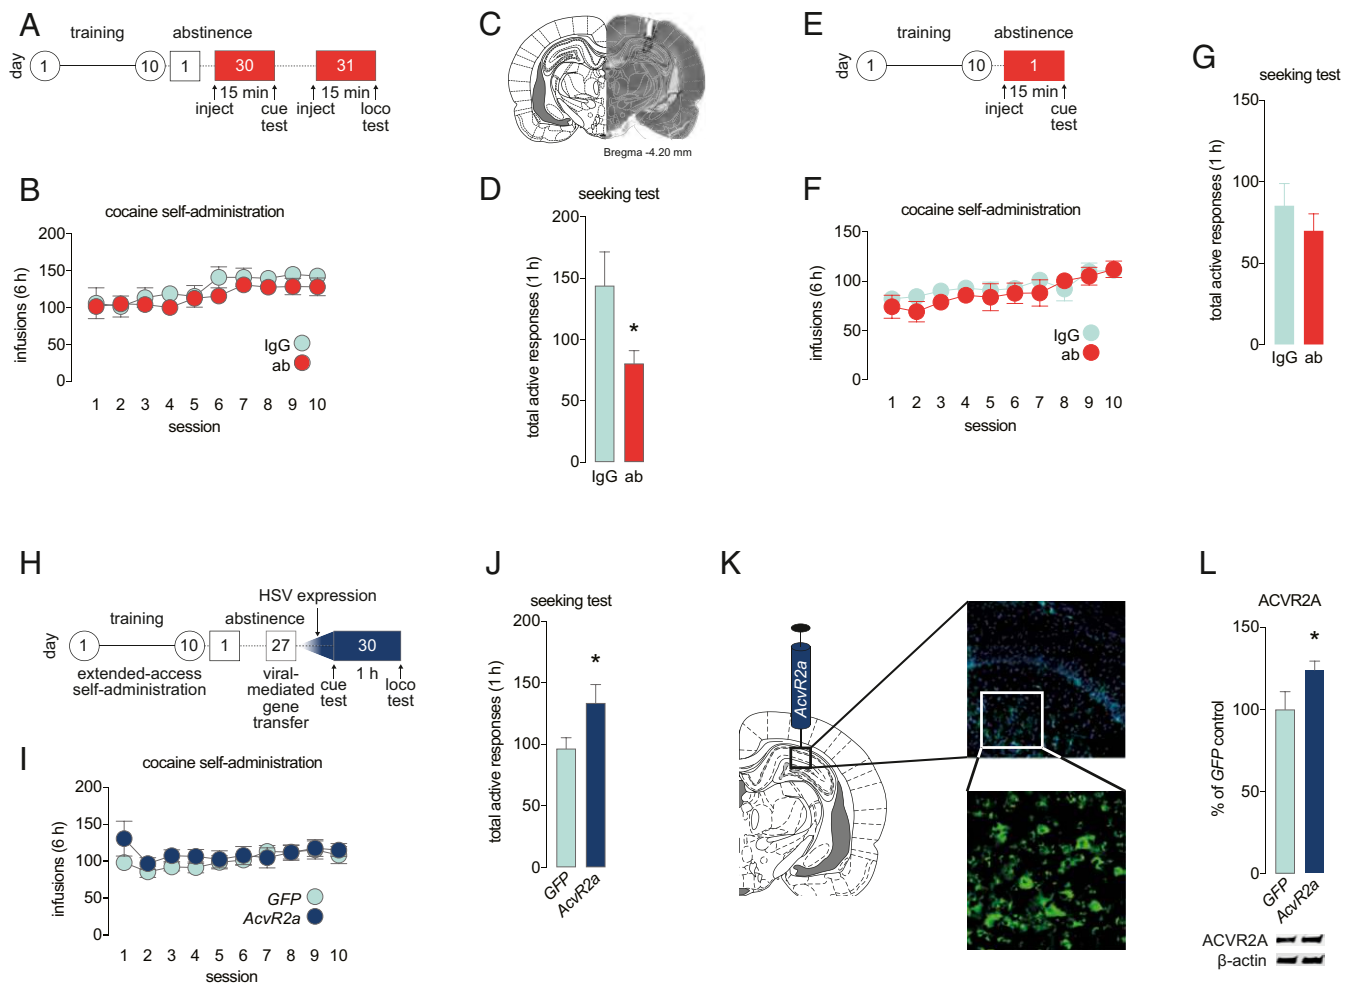 A
training
abstinence
day
1
10
1
30
31
15 min
15 min
inject
cue
test
inject
loco
test
B
cocaine self-administration
infusions (6 h)
200
150
100
50
0
IgG
ab
1 2 3 4 5 6 7 8 9 10
session
C
Bregma -4.20 mm
D
seeking test
total active responses (1 h)
200
150
100
50
0
*
IgG ab
E
training
abstinence
day
1
10
1
15 min
inject
cue
test
F
cocaine self-administration
infusions (6 h)
150
100
50
0
IgG
ab
1 2 3 4 5 6 7 8 9 10
session
G
seeking test
total active responses (1 h)
150
100
50
0
IgG ab
H
HSV expression
training
abstinence
day
1
10
1
27
30
extended-access
self-administration
viral-
mediated
gene
transfer
cue
test
1 h
loco
test
I
cocaine self-administration
infusions (6 h)
200
150
100
50
0
GFP
AcvR2a
1 2 3 4 5 6 7 8 9 10
session
J
seeking test
total active responses (1 h)
200
150
100
50
0
*
GFP
AcvR2a
K
AcvR2a
L
ACVR2A
% of GFP control
150
100
50
0
*
GFP
AcvR2a
ACVR2A
β-actin